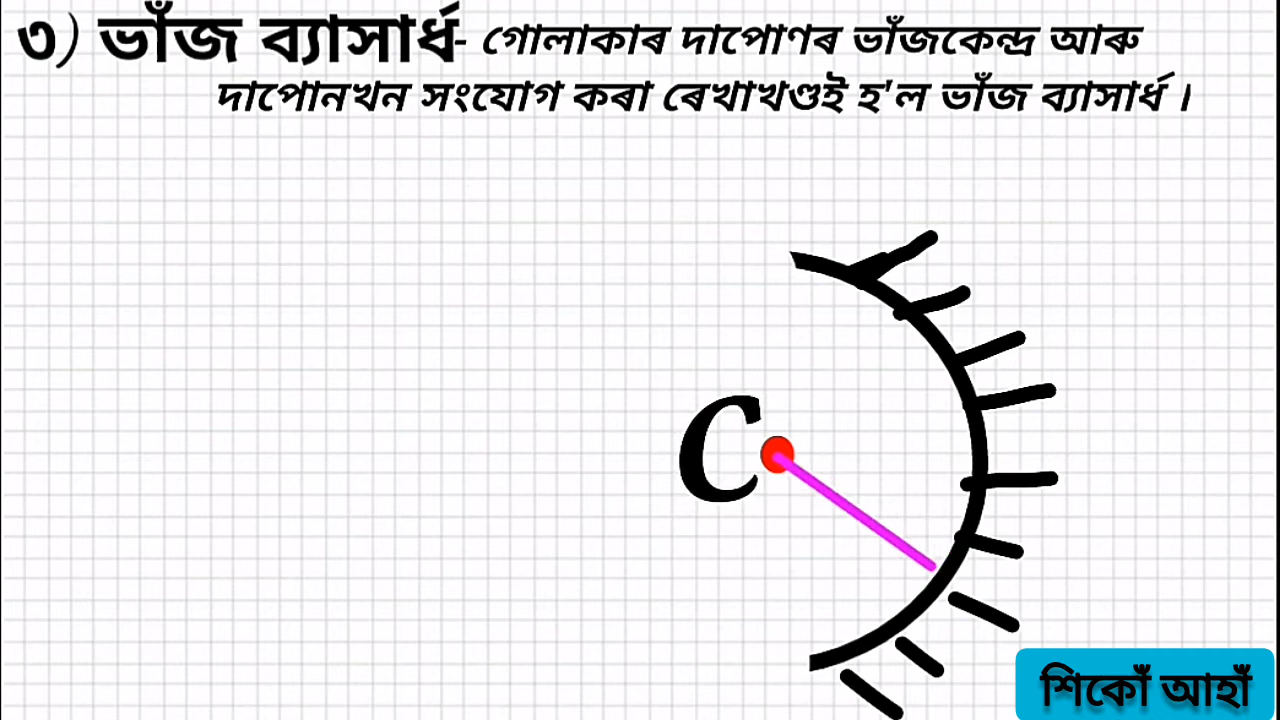 ৩) ভাঁজ ব্যাসাৰ্ধ- গোলাকাৰ দাপোণৰ ভাঁজকেন্দ্ৰ আৰু
দাপোনখন সংযোগ কৰা ৰেখাখণ্ডই হ'ল ভাঁজ ব্যাসাৰ্ধ ।
C
শিকোঁ আহাঁ